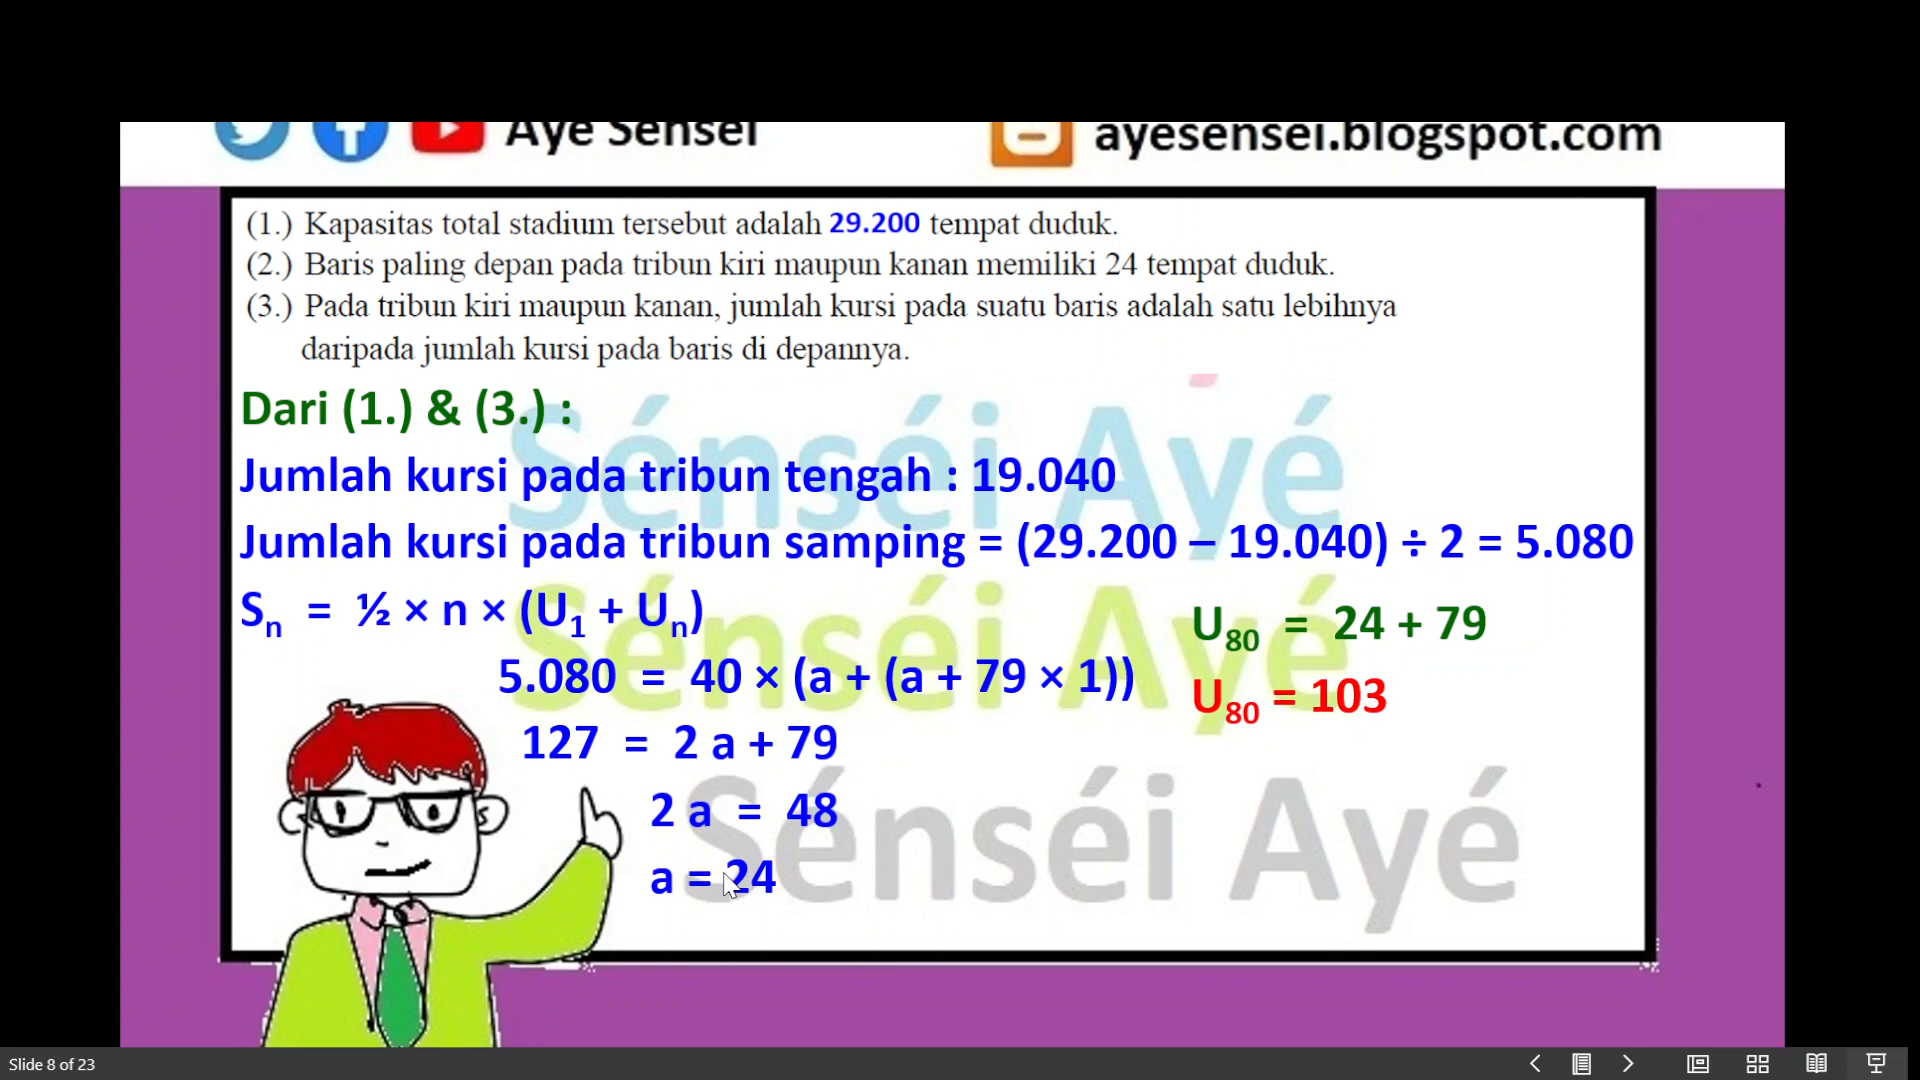 Aye Sensei
ayesensei.blogspot.com
(1.) Kapasitas total stadium tersebut adalah 29.200 tempat duduk.
(2.) Baris paling depan pada tribun kiri maupun kanan memiliki 24 tempat duduk.
(3.) Pada tribun kiri maupun kanan, jumlah kursi pada suatu baris adalah satu lebihnya
daripada jumlah kursi pada baris di depannya.
Dari (1.) & (3.) :
Jumlah kursi pada tribun tengah : 19.040
Jumlah kursi pada tribun samping = (29.200 – 19.040) ÷ 2 = 5.080
Sₙ = ½ × n × (U₁ + Uₙ)
5.080 = 40 × (a + (a + 79 × 1))
127 = 2 a + 79
2 a = 48
a = 24
U₈₀ = 24 + 79
U₈₀ = 103
Sénséi Ayé
Sénséi Ayé
Sénséi Ayé
Slide 8 of 23